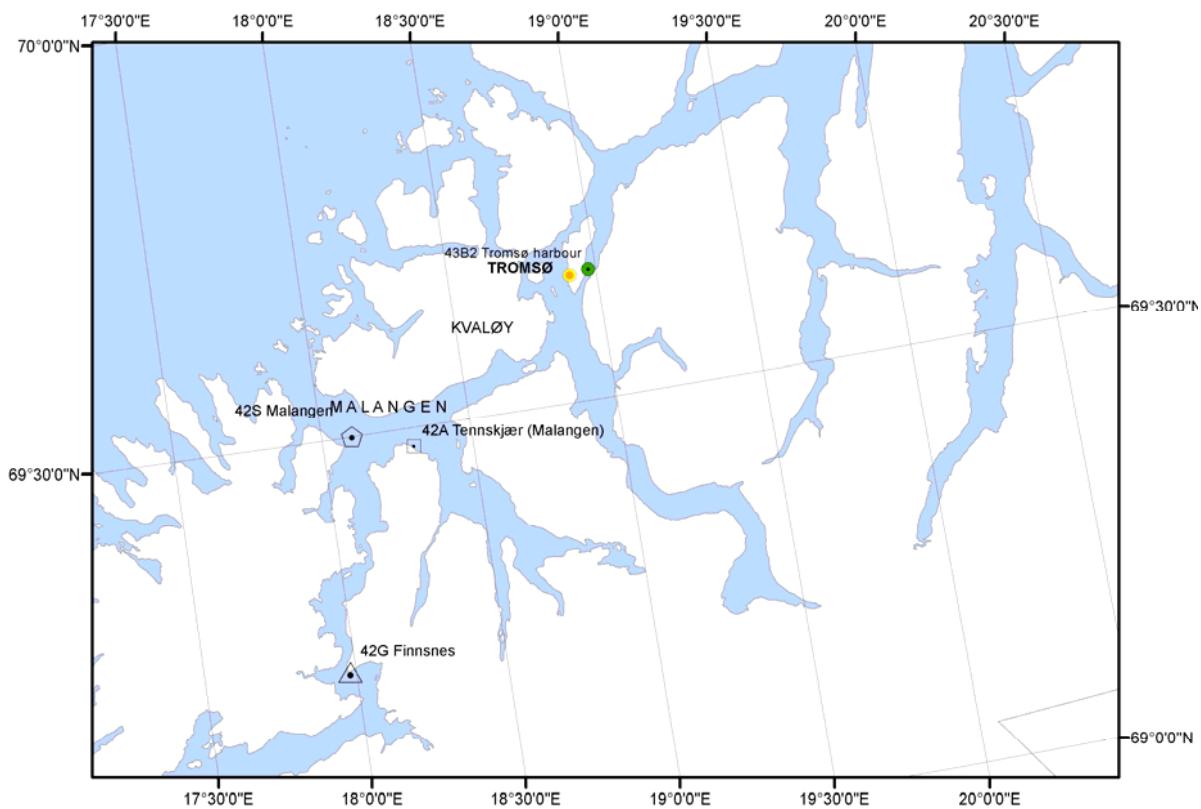 17°30'0"E
18°0'0"E
18°30'0"E
19°0'0"E
19°30'0"E
20°0'0"E
20°30'0"E
70°0'0"N
43B2 Tromsø harbour
TROMSØ
69°30'0"N
KVALØY
42S Malangen
MALANGEN
42A Tennskjær (Malangen)
69°30'0"N
42G Finnsnes
69°0'0"N
17°30'0"E
18°0'0"E
18°30'0"E
19°0'0"E
19°30'0"E
20°0'0"E